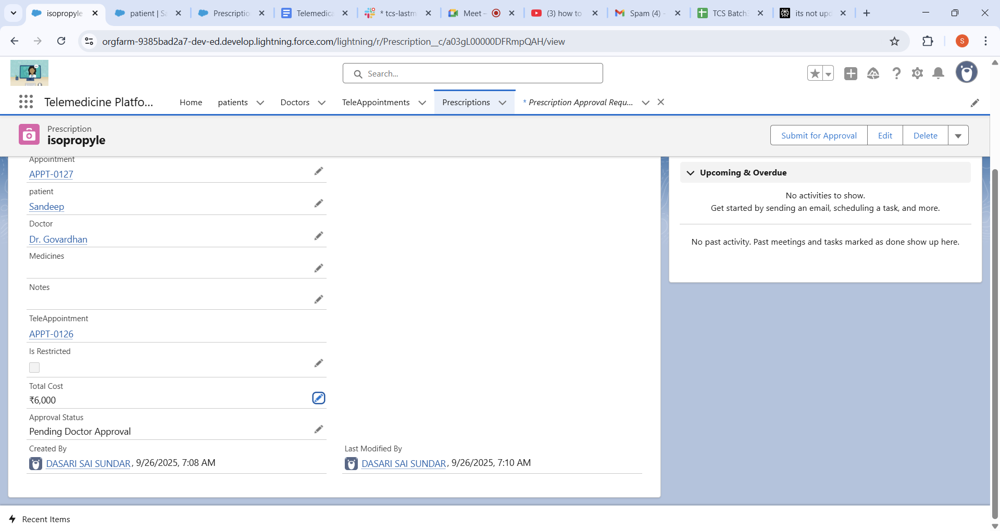 isopropyle
patient | Sa
Prescriptio
Telemedica
* tcs-lastm
Meet –
(3) how to
Spam (4) -
TCS Batch
its not upd
orgfarm-9385bad2a7-dev-ed.develop.lightning.force.com/lightning/r/Prescription__c/a03gL00000DFRmpQAH/view
S
Search...
Telemedicine Platfo...
Home
patients
Doctors
TeleAppointments
Prescriptions
* Prescription Approval Requ...
Prescription
isopropyle
Submit for Approval
Edit
Delete
Appointment
APPT-0127
patient
Sandeep
Doctor
Dr. Govardhan
Medicines
Notes
TeleAppointment
APPT-0126
Is Restricted
Total Cost
₹6,000
Approval Status
Pending Doctor Approval
Created By
DASARI SAI SUNDAR, 9/26/2025, 7:08 AM
Last Modified By
DASARI SAI SUNDAR, 9/26/2025, 7:10 AM
Upcoming & Overdue
No activities to show.
Get started by sending an email, scheduling a task, and more.
No past activity. Past meetings and tasks marked as done show up here.
Recent Items